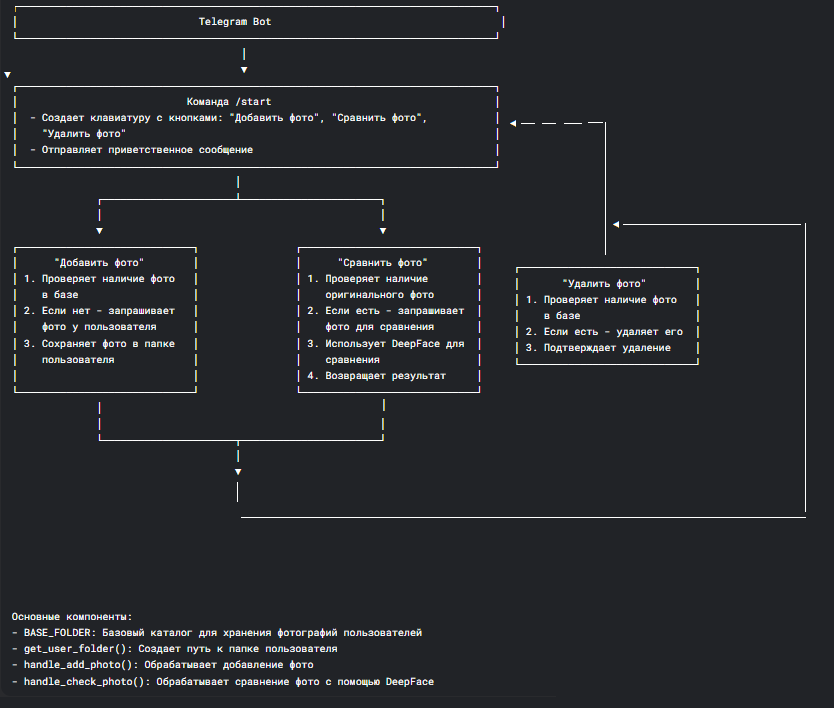 Telegram Bot
Команда /start
- Создает клавиатуру с кнопками: "Добавить фото", "Сравнить фото",
"Удалить фото"
- Отправляет приветственное сообщение
"Добавить фото"
1. Проверяет наличие фото
в базе
2. Если нет - запрашивает
фото у пользователя
3. Сохраняет фото в папке
пользователя
"Сравнить фото"
1. Проверяет наличие
оригинального фото
2. Если есть - запрашивает
фото для сравнения
3. Использует DeepFace для
сравнения
4. Возвращает результат
"Удалить фото"
1. Проверяет наличие фото
в базе
2. Если есть - удаляет его
3. Подтверждает удаление
Основные компоненты:
- BASE_FOLDER: Базовый каталог для хранения фотографий пользователей
- get_user_folder(): Создает путь к папке пользователя
- handle_add_photo(): Обрабатывает добавление фото
- handle_check_photo(): Обрабатывает сравнение фото с помощью DeepFace